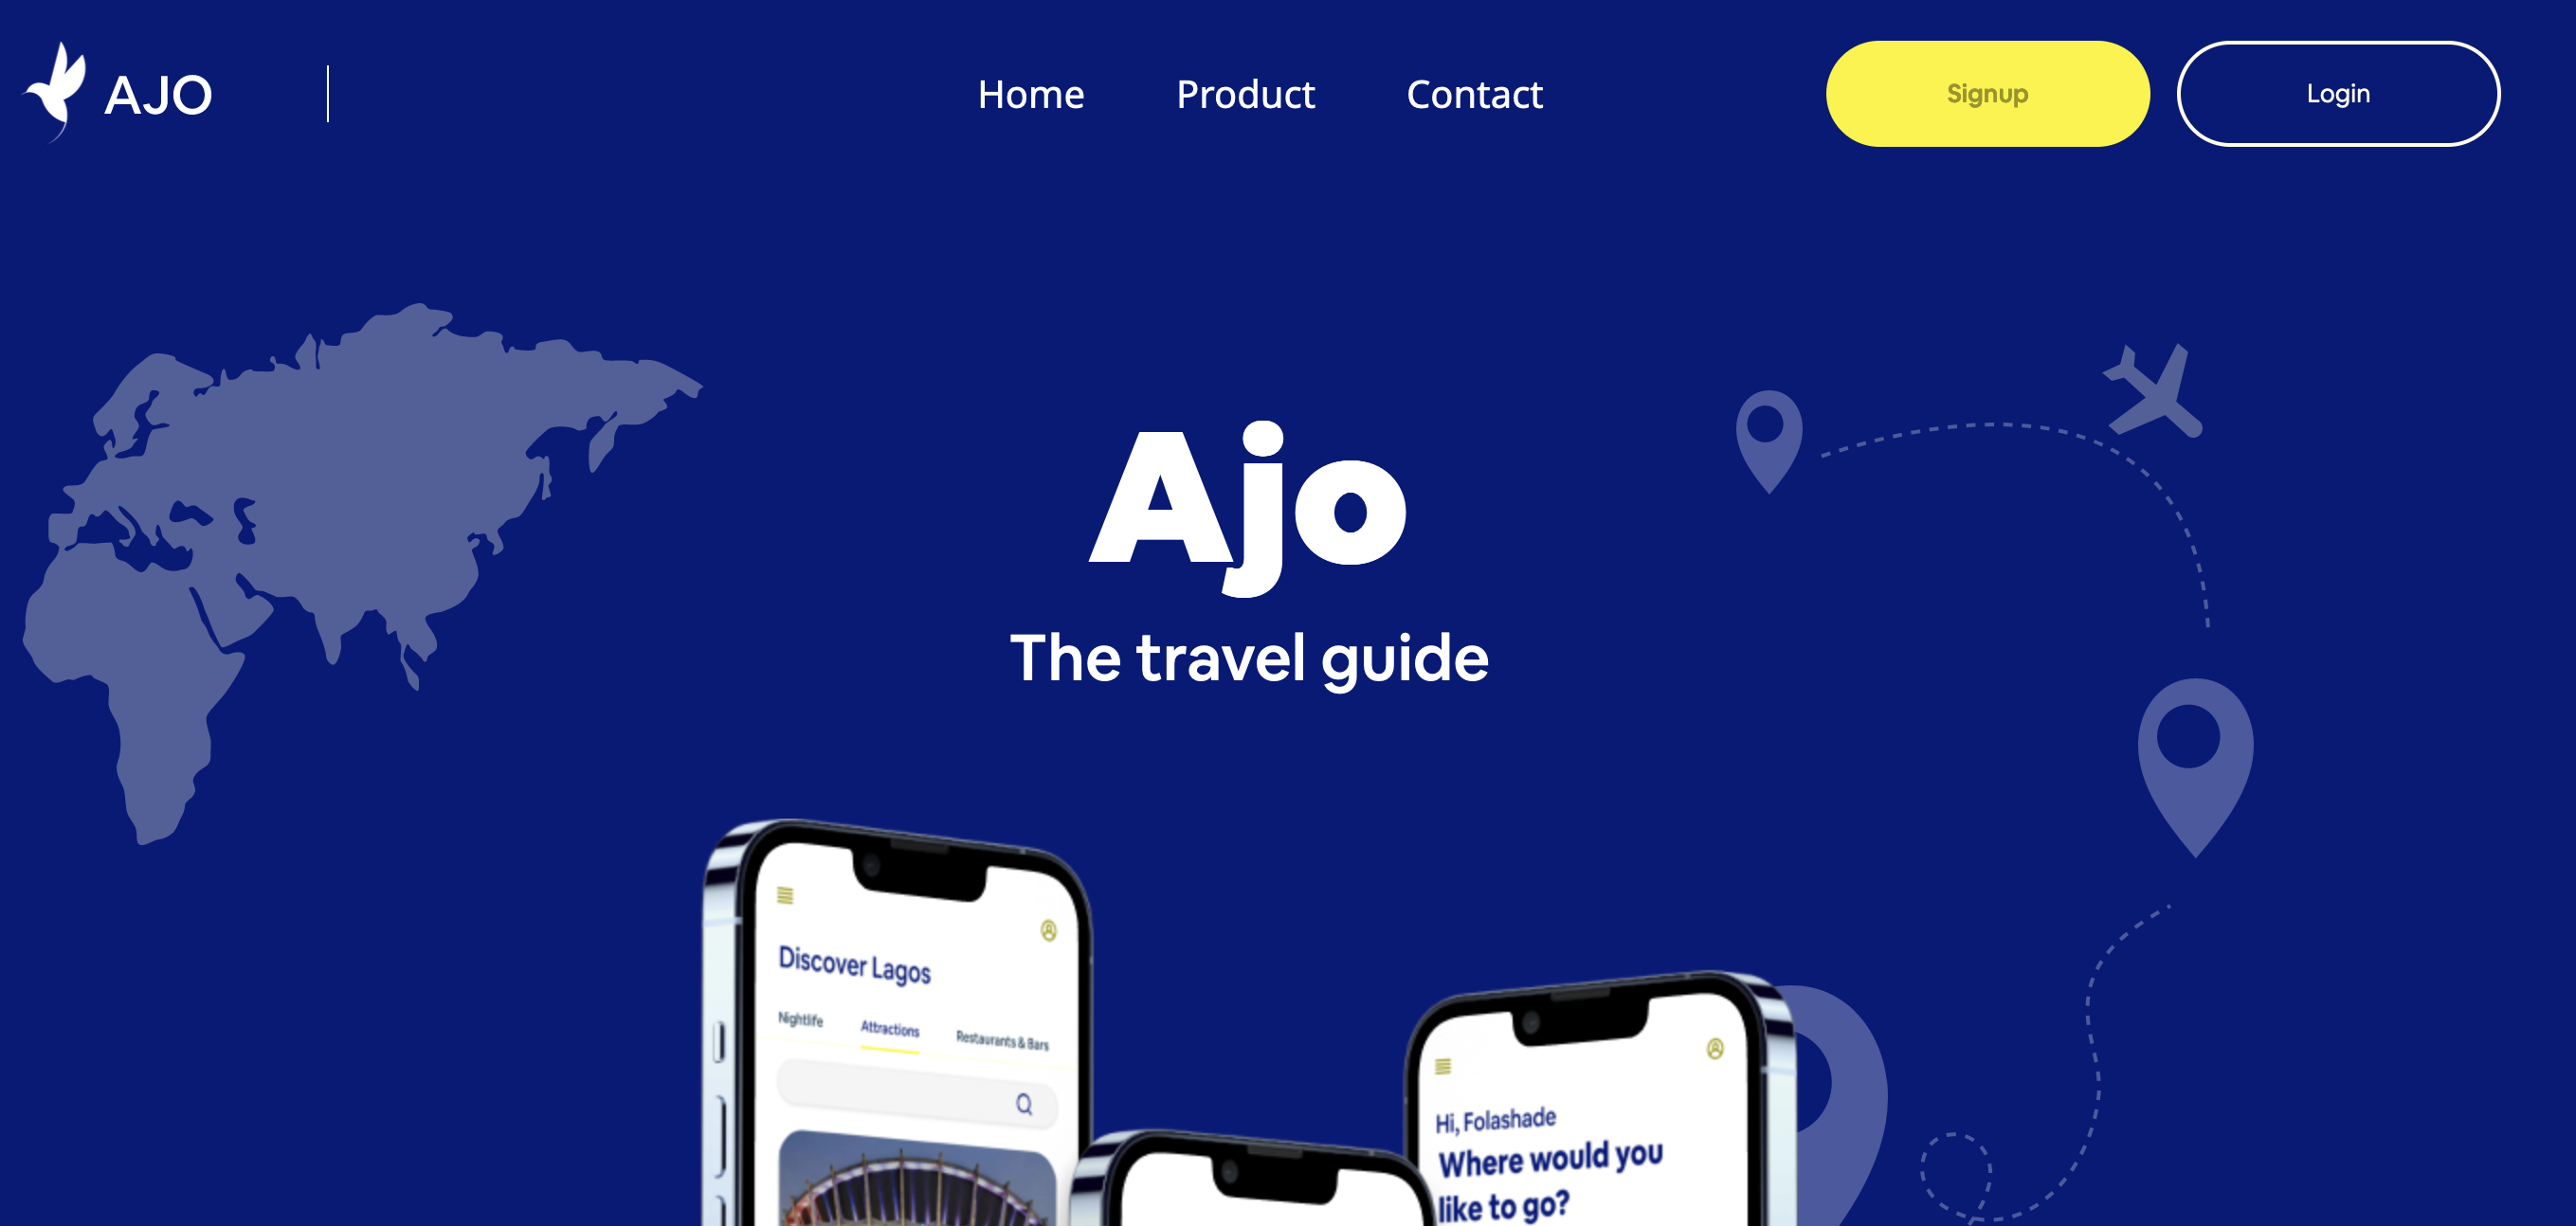 AJO
Home
Product
Contact
Signup
Login
Ajo
The travel guide
Discover Lagos
Nightlife
Attractions
Restaurants & Bars
Hi, Folashade
Where would you
like to go?